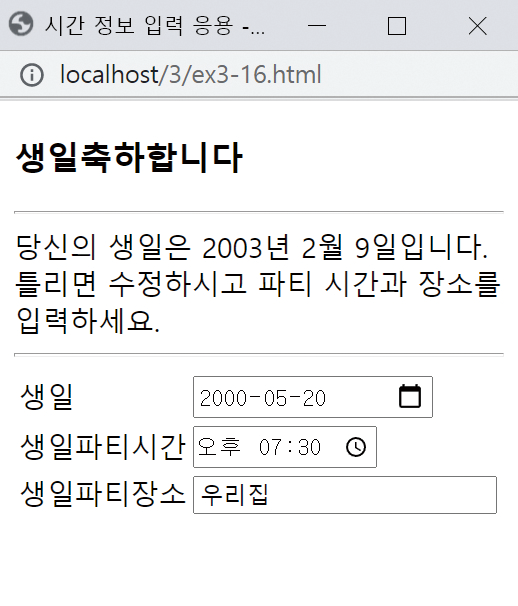 시간 정보 입력 응용 -...
localhost/3/ex3-16.html
생일축하합니다
당신의 생일은 2003년 2월 9일입니다.
틀리면 수정하시고 파티 시간과 장소를
입력하세요.
생일 2000-05-20
생일파티시간 오후 07:30
생일파티장소 우리집